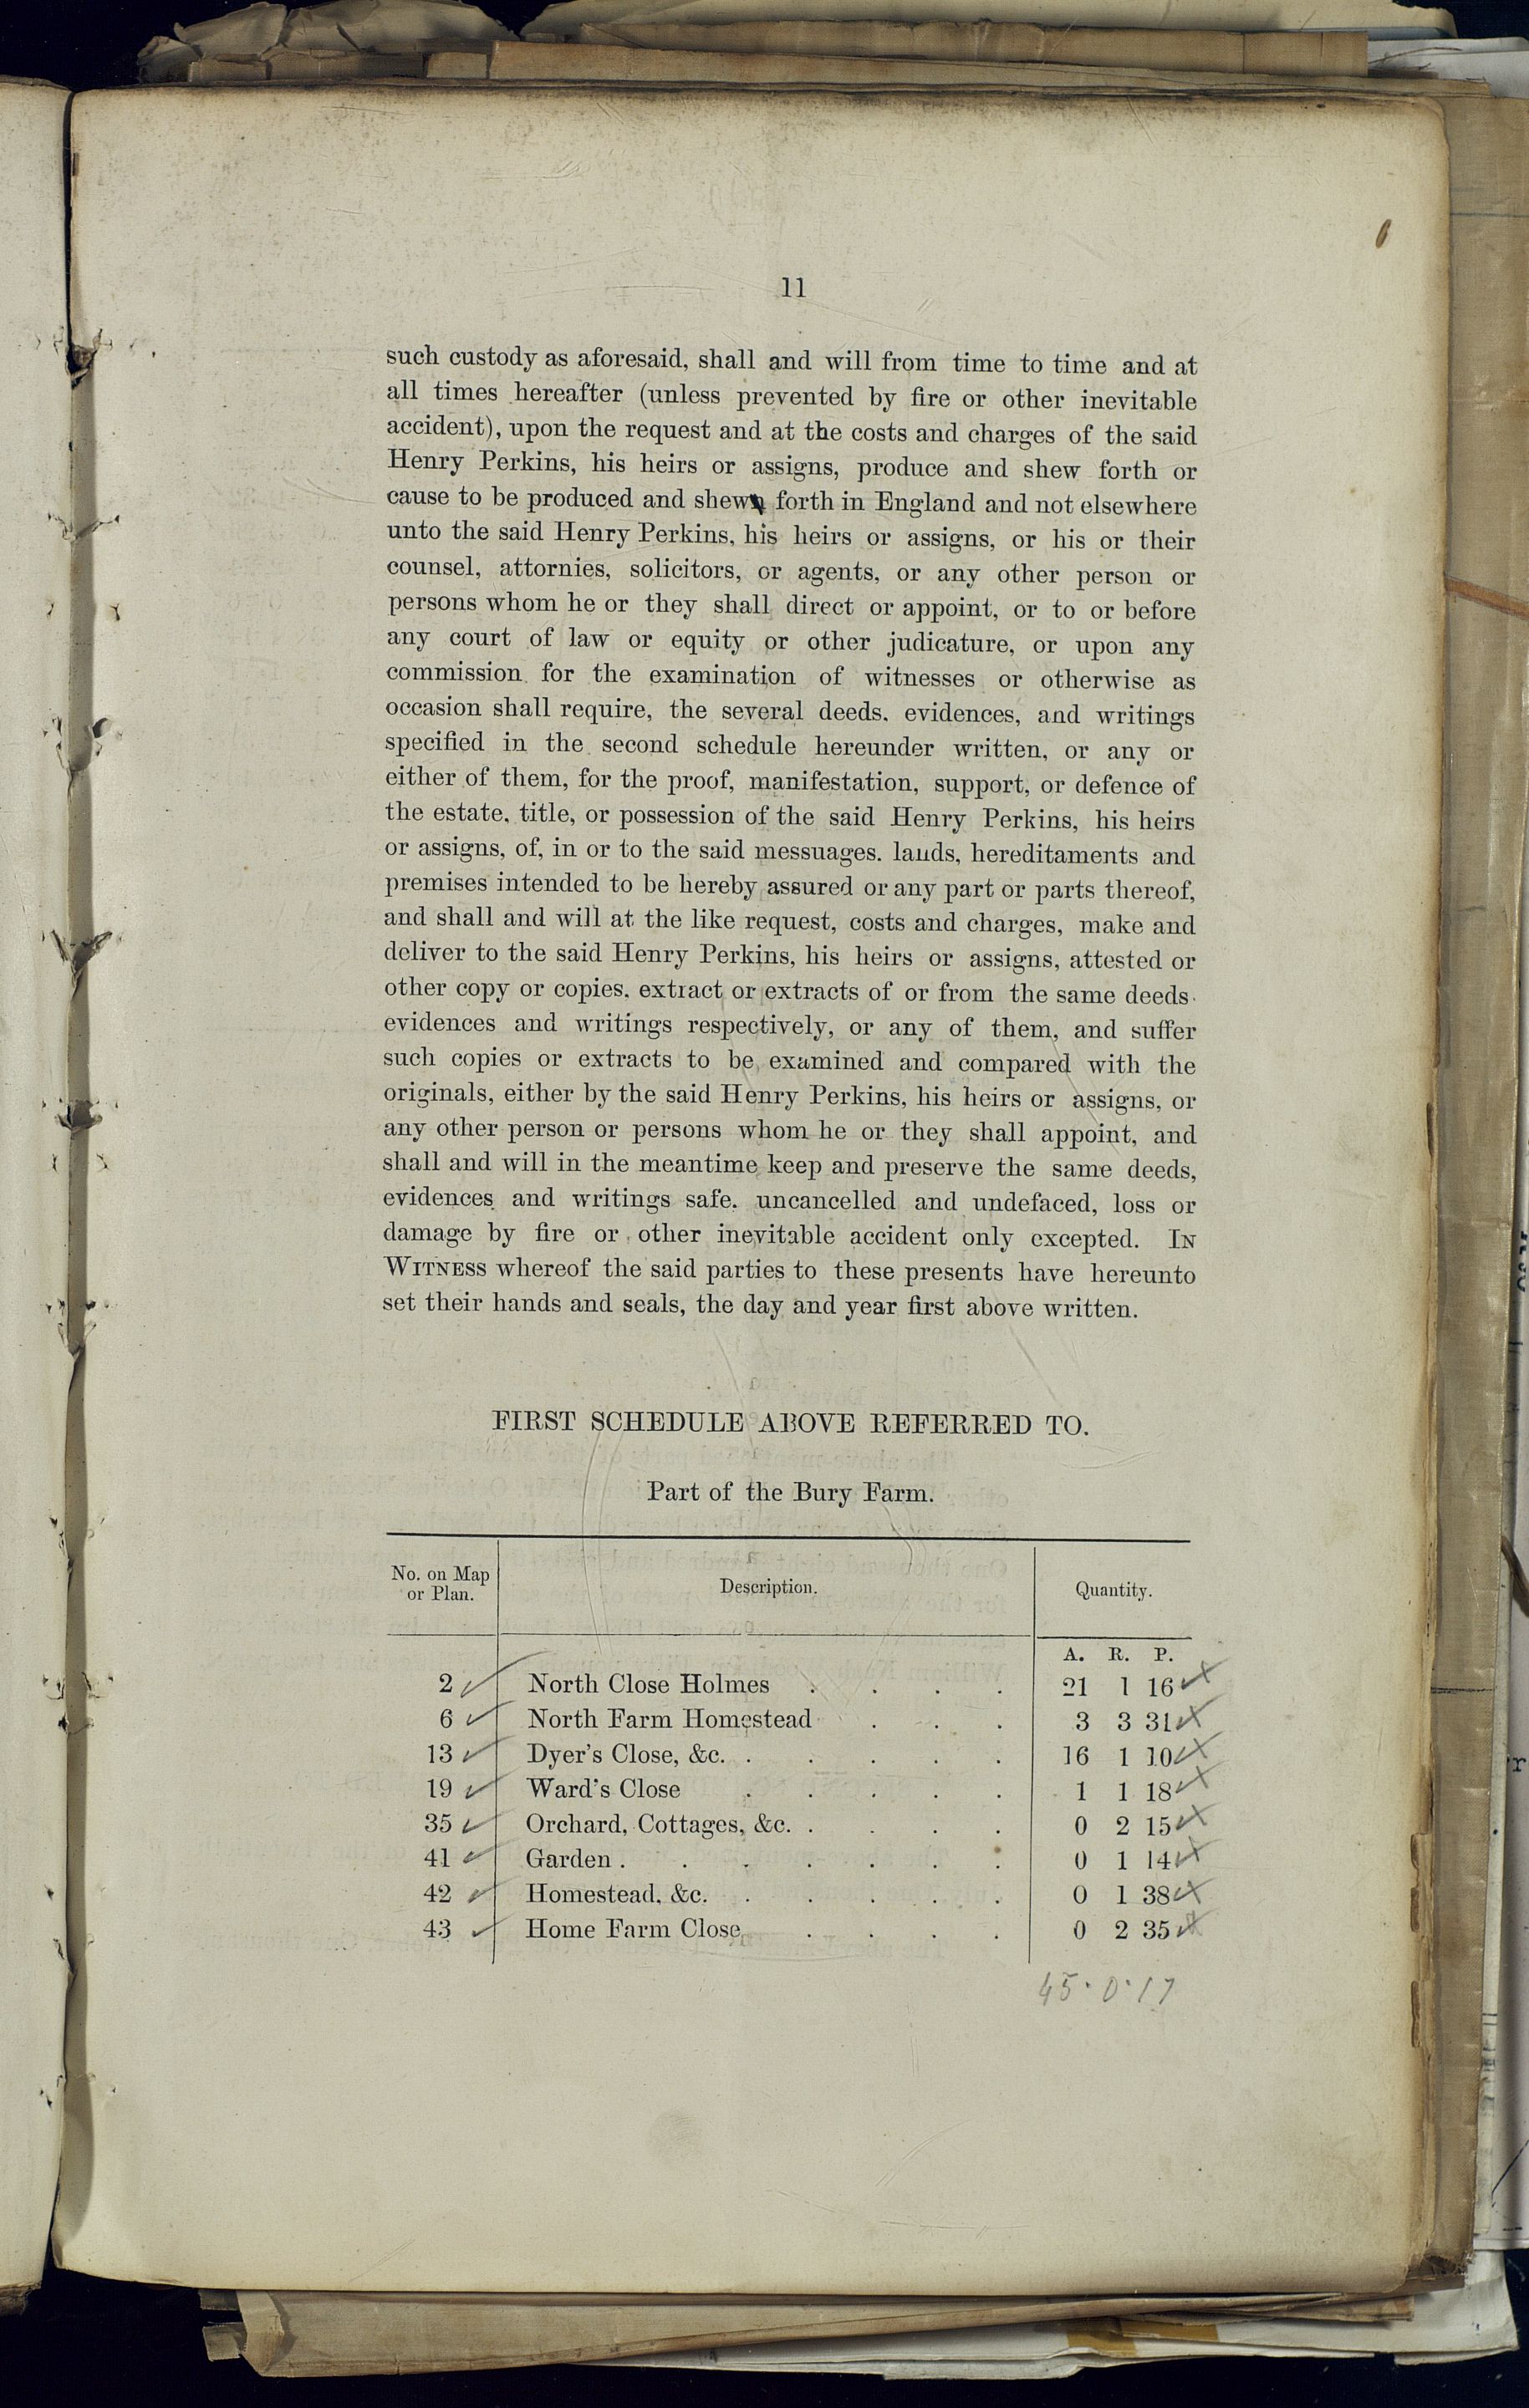 11
such custody as aforesaid, shall and will from time to time and at
all times hereafter (unless prevented by fire or other inevitable
accident), upon the request and at the costs and charges of the said
Henry Perkins, his heirs or assigns, produce and shew forth or
cause to be produced and shewn forth in England and not elsewhere
unto the said Henry Perkins, his heirs or assigns, or his or their
counsel, attornies, solicitors, or agents, or any other person or
persons whom he or they shall direct or appoint, or to or before
any court of law or equity or other judicature, or upon any
commission for the examination of witnesses or otherwise as
occasion shall require, the several deeds, evidences, and writings
specified in the second schedule hereunder written, or any or
either of them, for the proof, manifestation, support, or defence of
the estate, title, or possession of the said Henry Perkins, his heirs
or assigns, of, in or to the said messuages, lands, hereditaments and
premises intended to be hereby assured or any part or parts thereof,
and shall and will at the like request, costs and charges, make and
deliver to the said Henry Perkins, his heirs or assigns, attested or
other copy or copies, extract or extracts of or from the same deeds,
evidences and writings respectively, or any of them, and suffer
such copies or extracts to be examined and compared with the
originals, either by the said Henry Perkins, his heirs or assigns, or
any other person or persons whom he or they shall appoint, and
shall and will in the meantime keep and preserve the same deeds,
evidences and writings safe, uncancelled and undefaced, loss or
damage by fire or other inevitable accident only excepted. IN
WITNESS whereof the said parties to these presents have hereunto
set their hands and seals, the day and year first above written.
FIRST SCHEDULE ABOVE REFERRED TO.
Part of the Bury Farm.
No. on Map or Plan. Description. Quantity.
A. R. P.
2 North Close Holmes . . . . 21 1 16
6 North Farm Homestead . . . 3 3 31
13 Dyer's Close, &c. . . . . . 16 1 10
19 Ward's Close . . . . . 1 1 18
35 Orchard, Cottages, &c. . . . . 0 2 15
41 Garden . . . . . . . 0 1 14
42 Homestead, &c. . . . . . 0 1 38
43 Home Farm Close . . . . 0 2 35
45 . 0 . 17